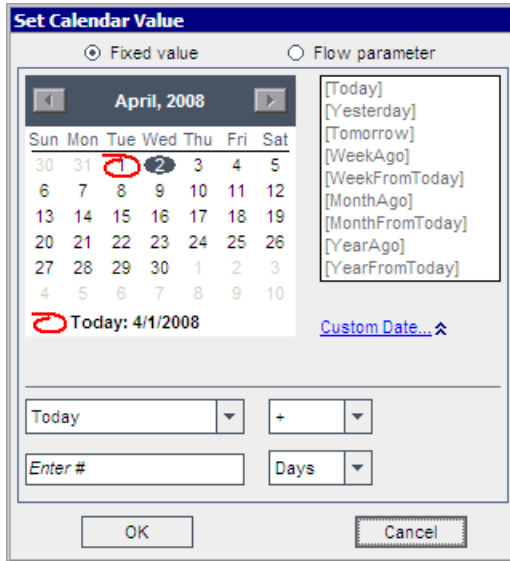 Set Calendar Value
Fixed value Flow parameter
April, 2008
Sun Mon Tue Wed Thu Fri Sat
30 31 1 2 3 4 5
6 7 8 9 10 11 12
13 14 15 16 17 18 19
20 21 22 23 24 25 26
27 28 29 30 1 2 3
4 5 6 7 8 9 10
Today: 4/1/2008
[Today]
[Yesterday]
[Tomorrow]
[WeekAgo]
[WeekFromToday]
[MonthAgo]
[MonthFromToday]
[YearAgo]
[YearFromToday]
Custom Date...
Today +
Enter # Days
OK Cancel